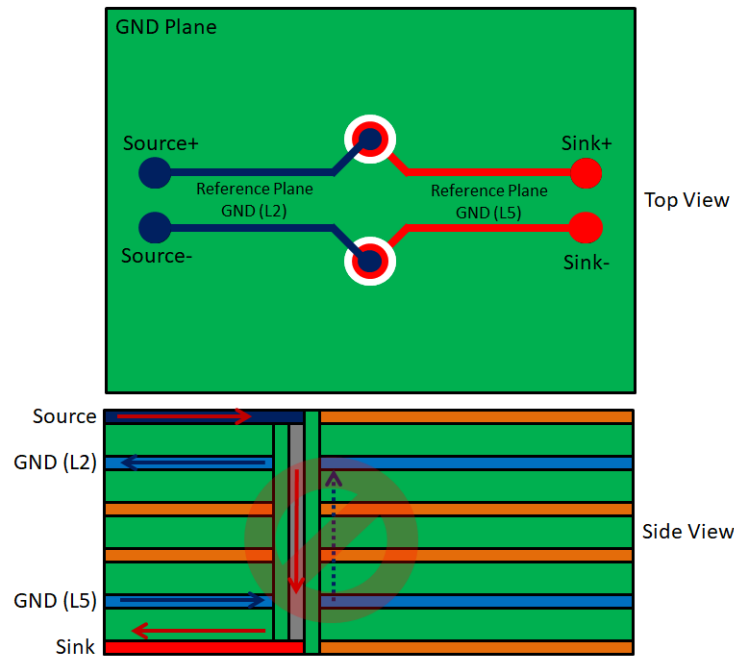 GND Plane
Source+
Sink+
Reference Plane
GND (L2)
Reference Plane
GND (L5)
Top View
Source-
Sink-
Source
GND (L2)
Side View
GND (L5)
Sink